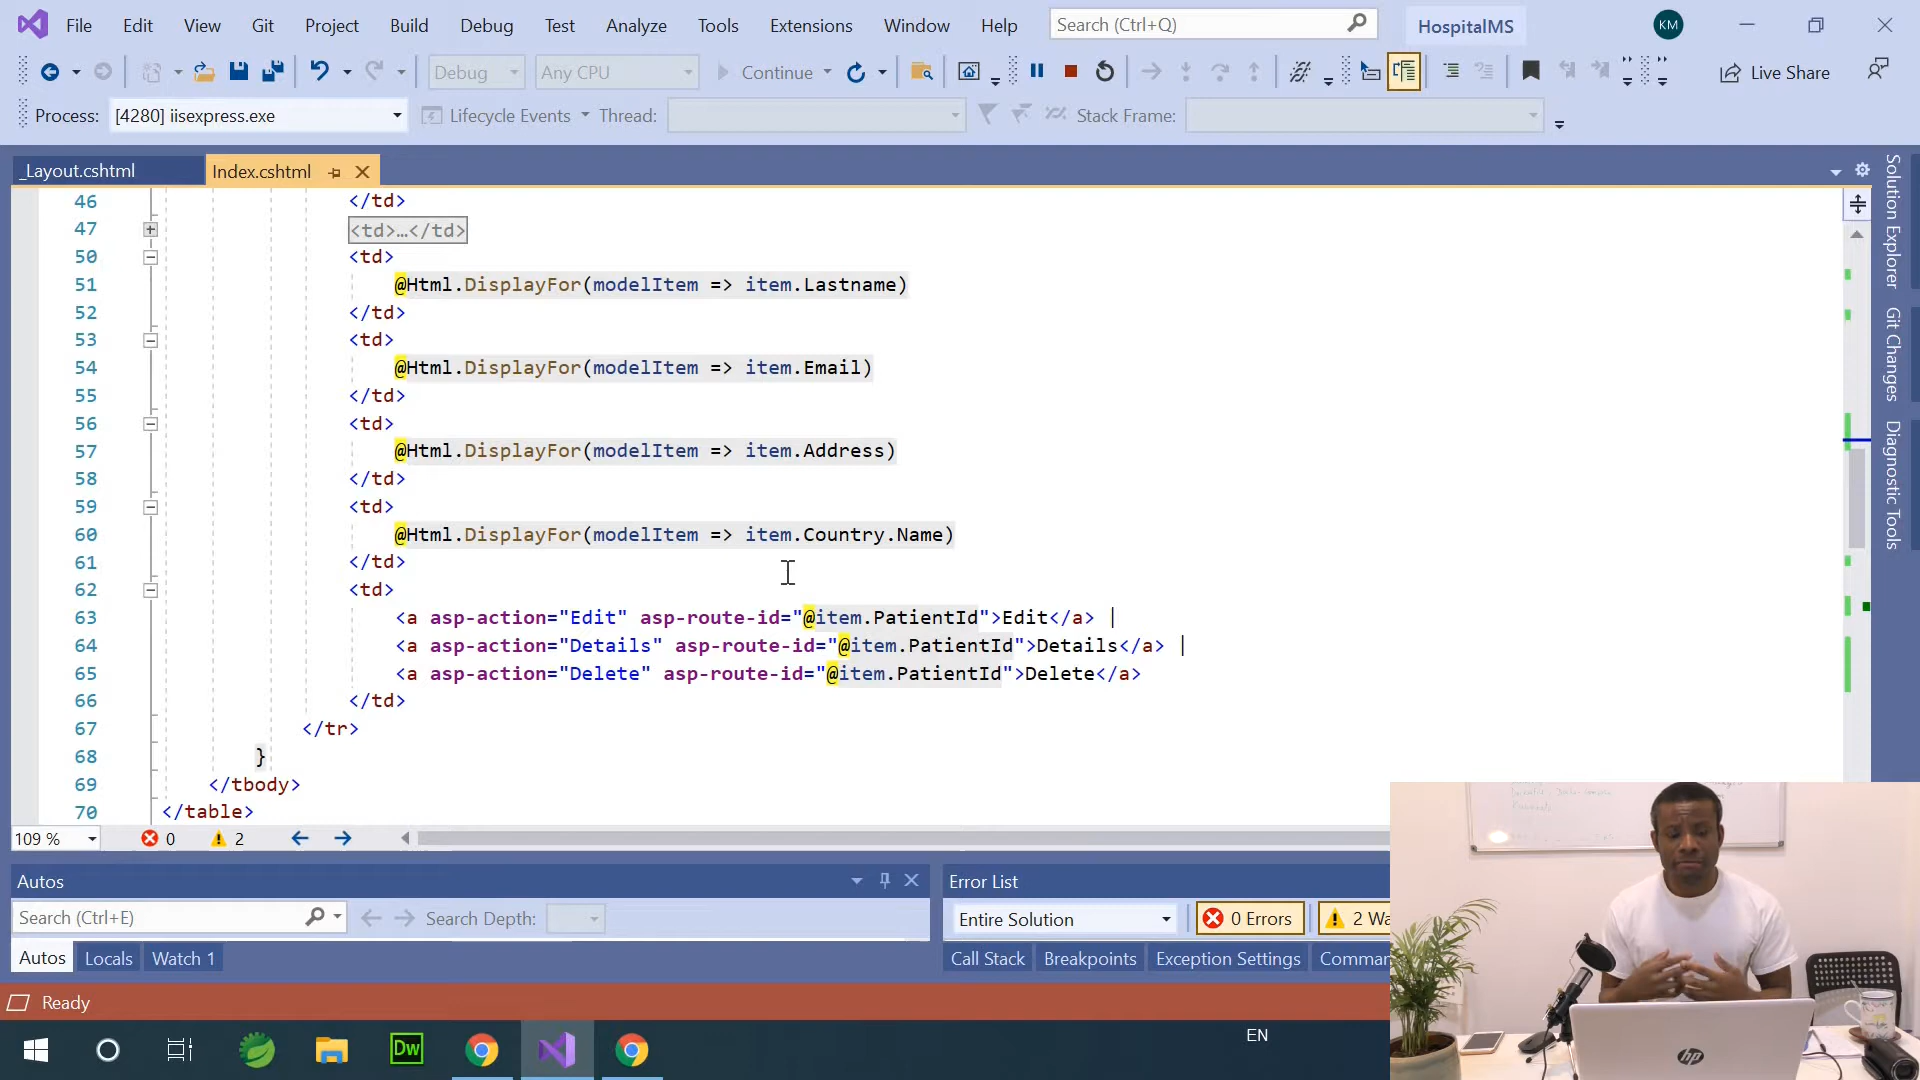 File Edit View Git Project Build Debug Test Analyze Tools Extensions Window Help Search (Ctrl+Q) HospitalMS KM
Debug Any CPU Continue Live Share
Process: [4280] iisexpress.exe Lifecycle Events Thread: Stack Frame:
_Layout.cshtml Index.cshtml
46 </td>
47 <td>…</td>
50 <td>
51 @Html.DisplayFor(modelItem => item.Lastname)
52 </td>
53 <td>
54 @Html.DisplayFor(modelItem => item.Email)
55 </td>
56 <td>
57 @Html.DisplayFor(modelItem => item.Address)
58 </td>
59 <td>
60 @Html.DisplayFor(modelItem => item.Country.Name)
61 </td>
62 <td>
63 <a asp-action="Edit" asp-route-id="@item.PatientId">Edit</a> |
64 <a asp-action="Details" asp-route-id="@item.PatientId">Details</a> |
65 <a asp-action="Delete" asp-route-id="@item.PatientId">Delete</a>
66 </td>
67 </tr>
68 }
69 </tbody>
70 </table>
Solution Explorer
Git Changes
Diagnostic Tools
109 % 0 2
Autos
Search (Ctrl+E) Search Depth:
Autos Locals Watch 1
Error List
Entire Solution 0 Errors 2 Wa
Call Stack Breakpoints Exception Settings Comman
Ready
Dw
EN
hp